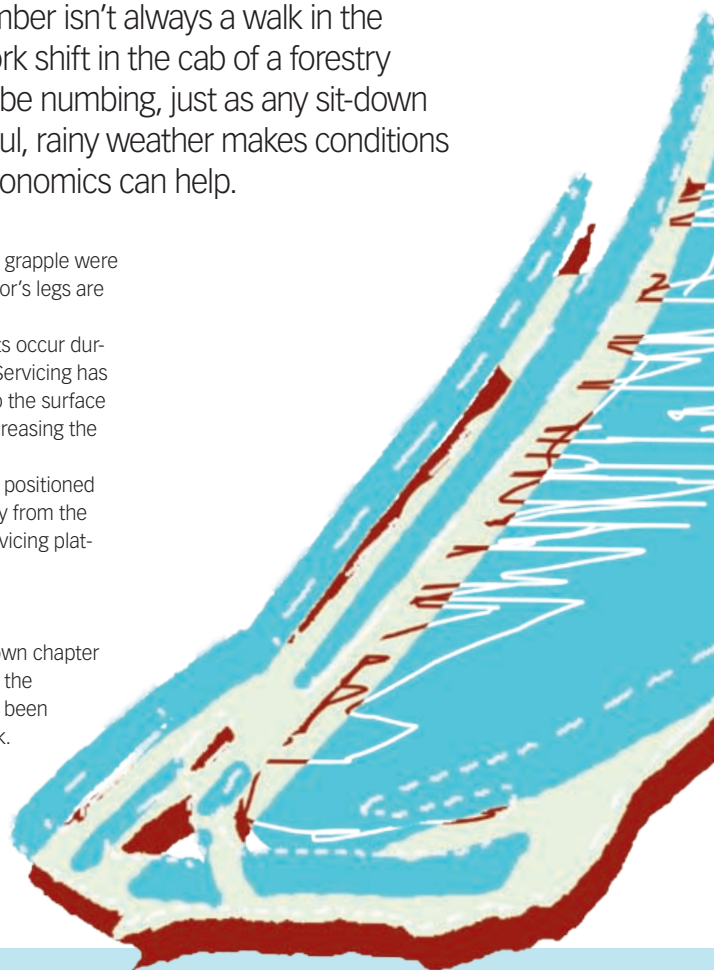 mber isn’t always a walk in the
ork shift in the cab of a forestry
be numbing, just as any sit-down
ul, rainy weather makes conditions
onomics can help.
grapple were
or’s legs are
ts occur dur-
Servicing has
o the surface
creasing the
positioned
y from the
vicing plat-
own chapter
the
been
k.